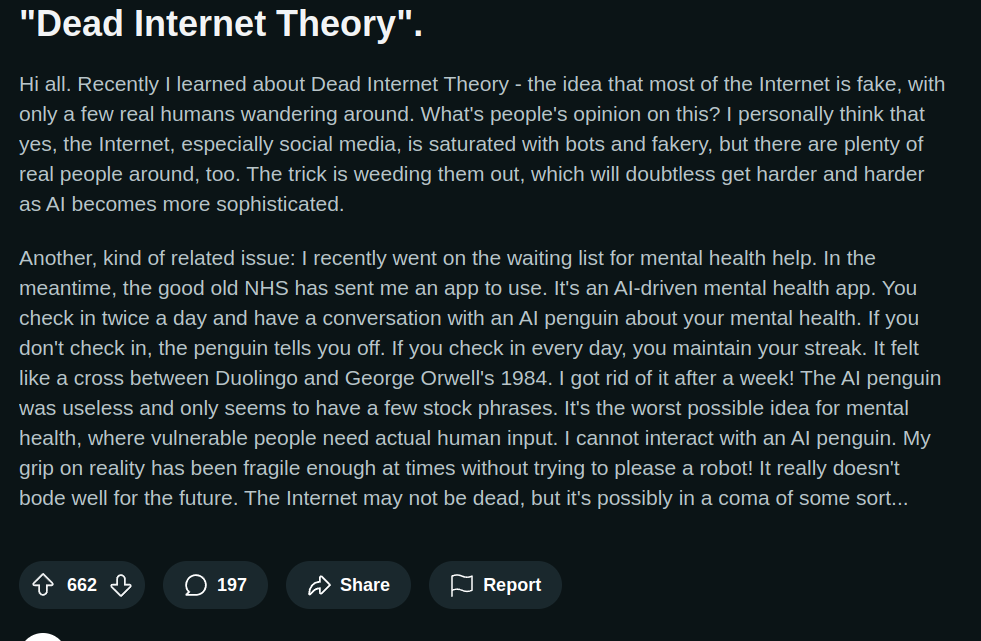 "Dead Internet Theory".
Hi all. Recently I learned about Dead Internet Theory - the idea that most of the Internet is fake, with
only a few real humans wandering around. What's people's opinion on this? I personally think that
yes, the Internet, especially social media, is saturated with bots and fakery, but there are plenty of
real people around, too. The trick is weeding them out, which will doubtless get harder and harder
as AI becomes more sophisticated.
Another, kind of related issue: I recently went on the waiting list for mental health help. In the
meantime, the good old NHS has sent me an app to use. It's an AI-driven mental health app. You
check in twice a day and have a conversation with an AI penguin about your mental health. If you
don't check in, the penguin tells you off. If you check in every day, you maintain your streak. It felt
like a cross between Duolingo and George Orwell's 1984. I got rid of it after a week! The AI penguin
was useless and only seems to have a few stock phrases. It's the worst possible idea for mental
health, where vulnerable people need actual human input. I cannot interact with an AI penguin. My
grip on reality has been fragile enough at times without trying to please a robot! It really doesn't
bode well for the future. The Internet may not be dead, but it's possibly in a coma of some sort...
662 197 Share Report